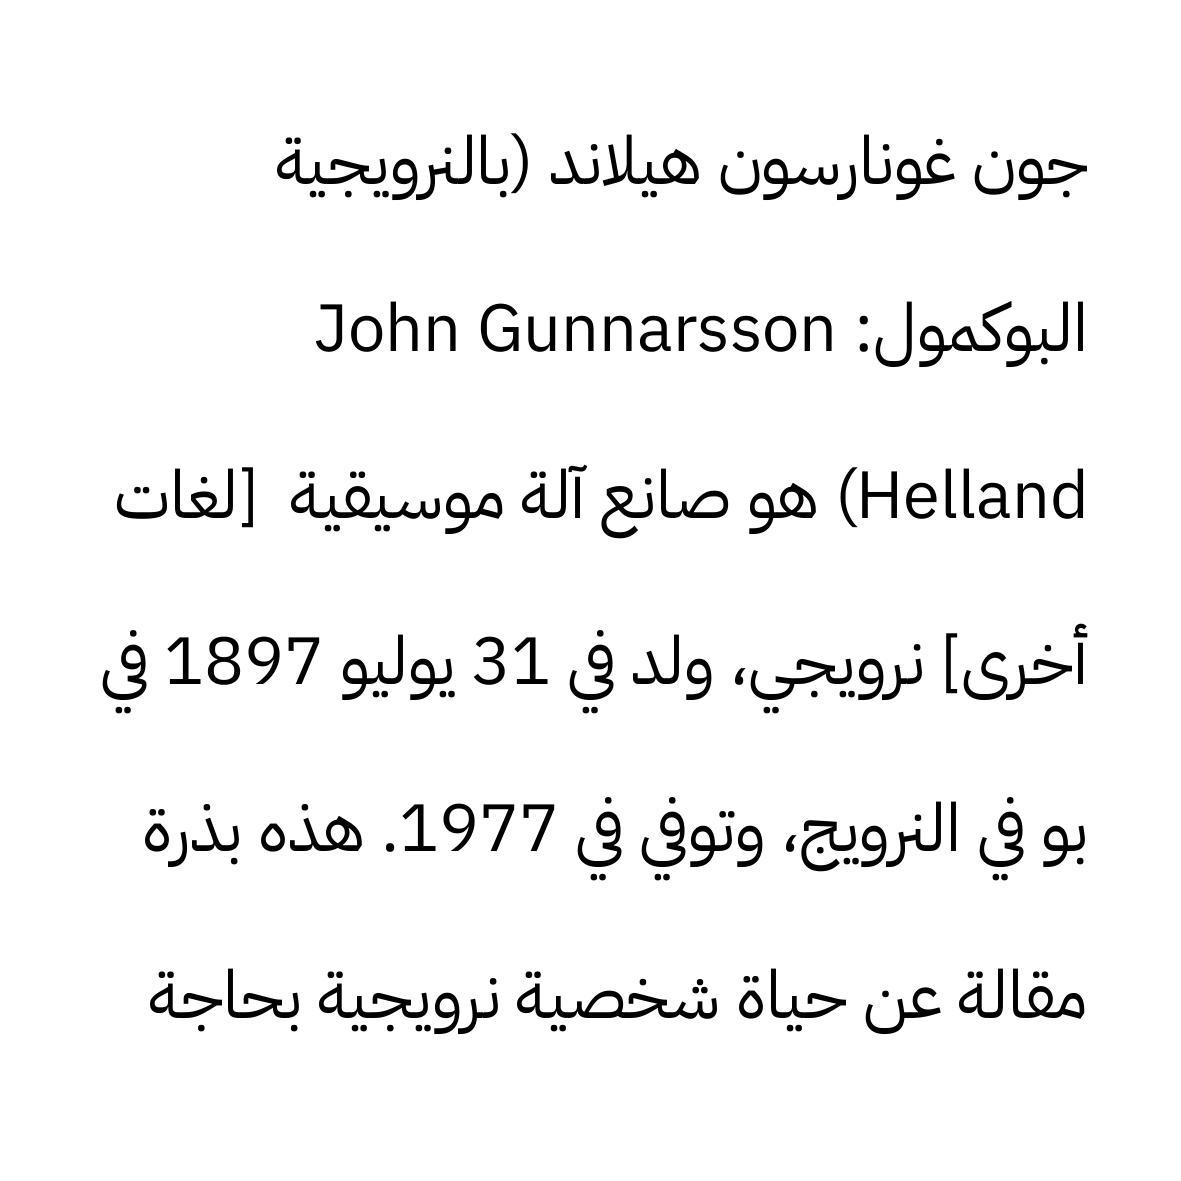 جون غونارسون هيلاند (بالنرويجية
البوكمول: John Gunnarsson
Helland) هو صانع آلة موسيقية  [لغات
أخرى] نرويجي، ولد في 31 يوليو 1897 في
بو في النرويج، وتوفي في 1977. هذه بذرة
مقالة عن حياة شخصية نرويجية بحاجة